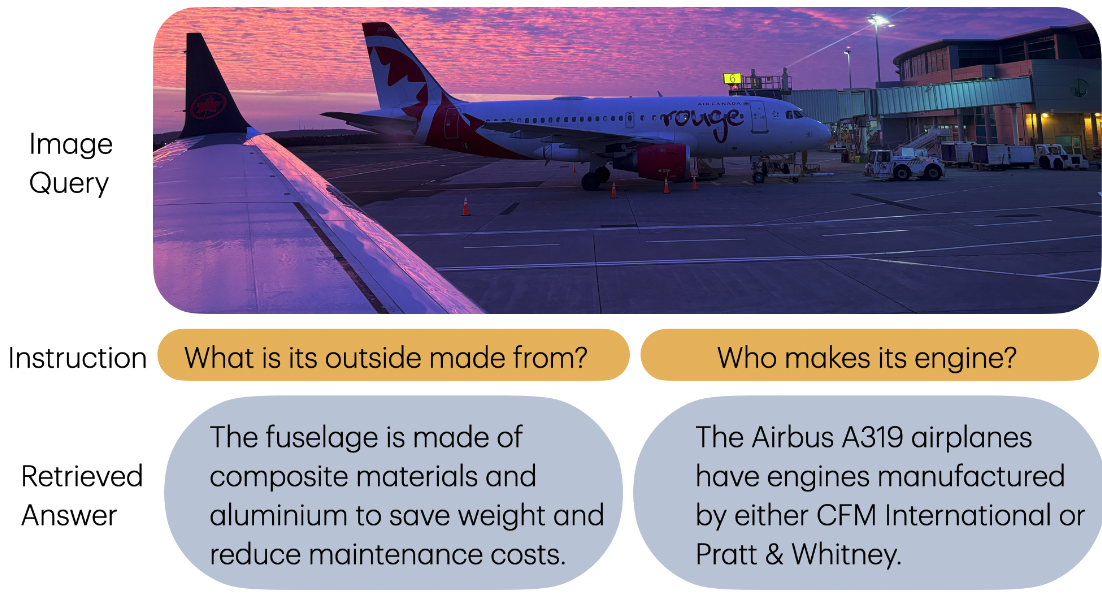 Image
Query
6
AIR CANADA
rouge
Instruction
What is its outside made from?
Who makes its engine?
Retrieved
Answer
The fuselage is made of
composite materials and
aluminium to save weight and
reduce maintenance costs.
The Airbus A319 airplanes
have engines manufactured
by either CFM International or
Pratt & Whitney.